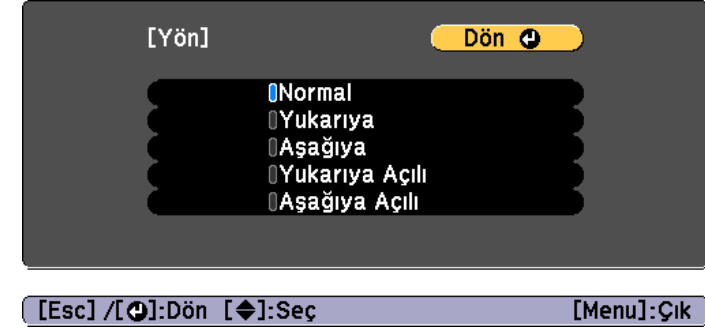 [Yön] Dön
Normal
Yukarıya
Aşağıya
Yukarıya Açılı
Aşağıya Açılı
[Esc] /[⏎]:Dön [◆]:Seç [Menu]:Çık